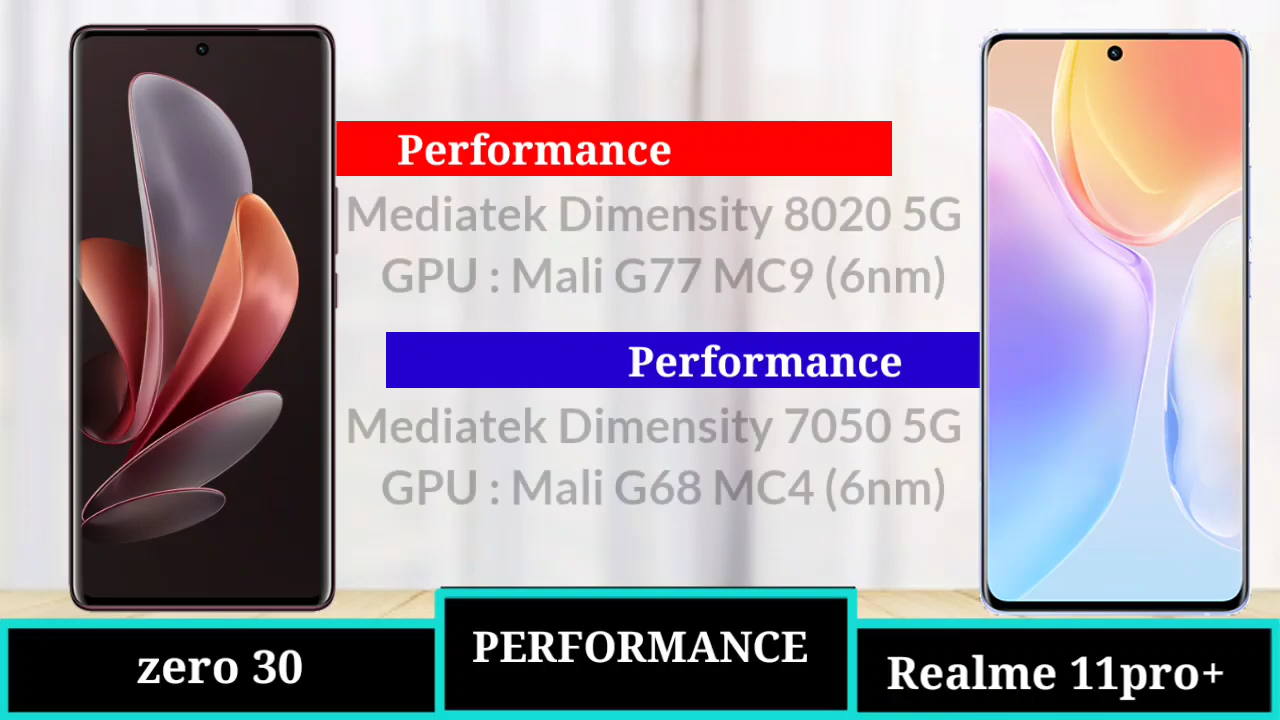 Performance
Mediatek Dimensity 8020 5G
GPU : Mali G77 MC9 (6nm)
Performance
Mediatek Dimensity 7050 5G
GPU : Mali G68 MC4 (6nm)
zero 30
PERFORMANCE
Realme 11pro+